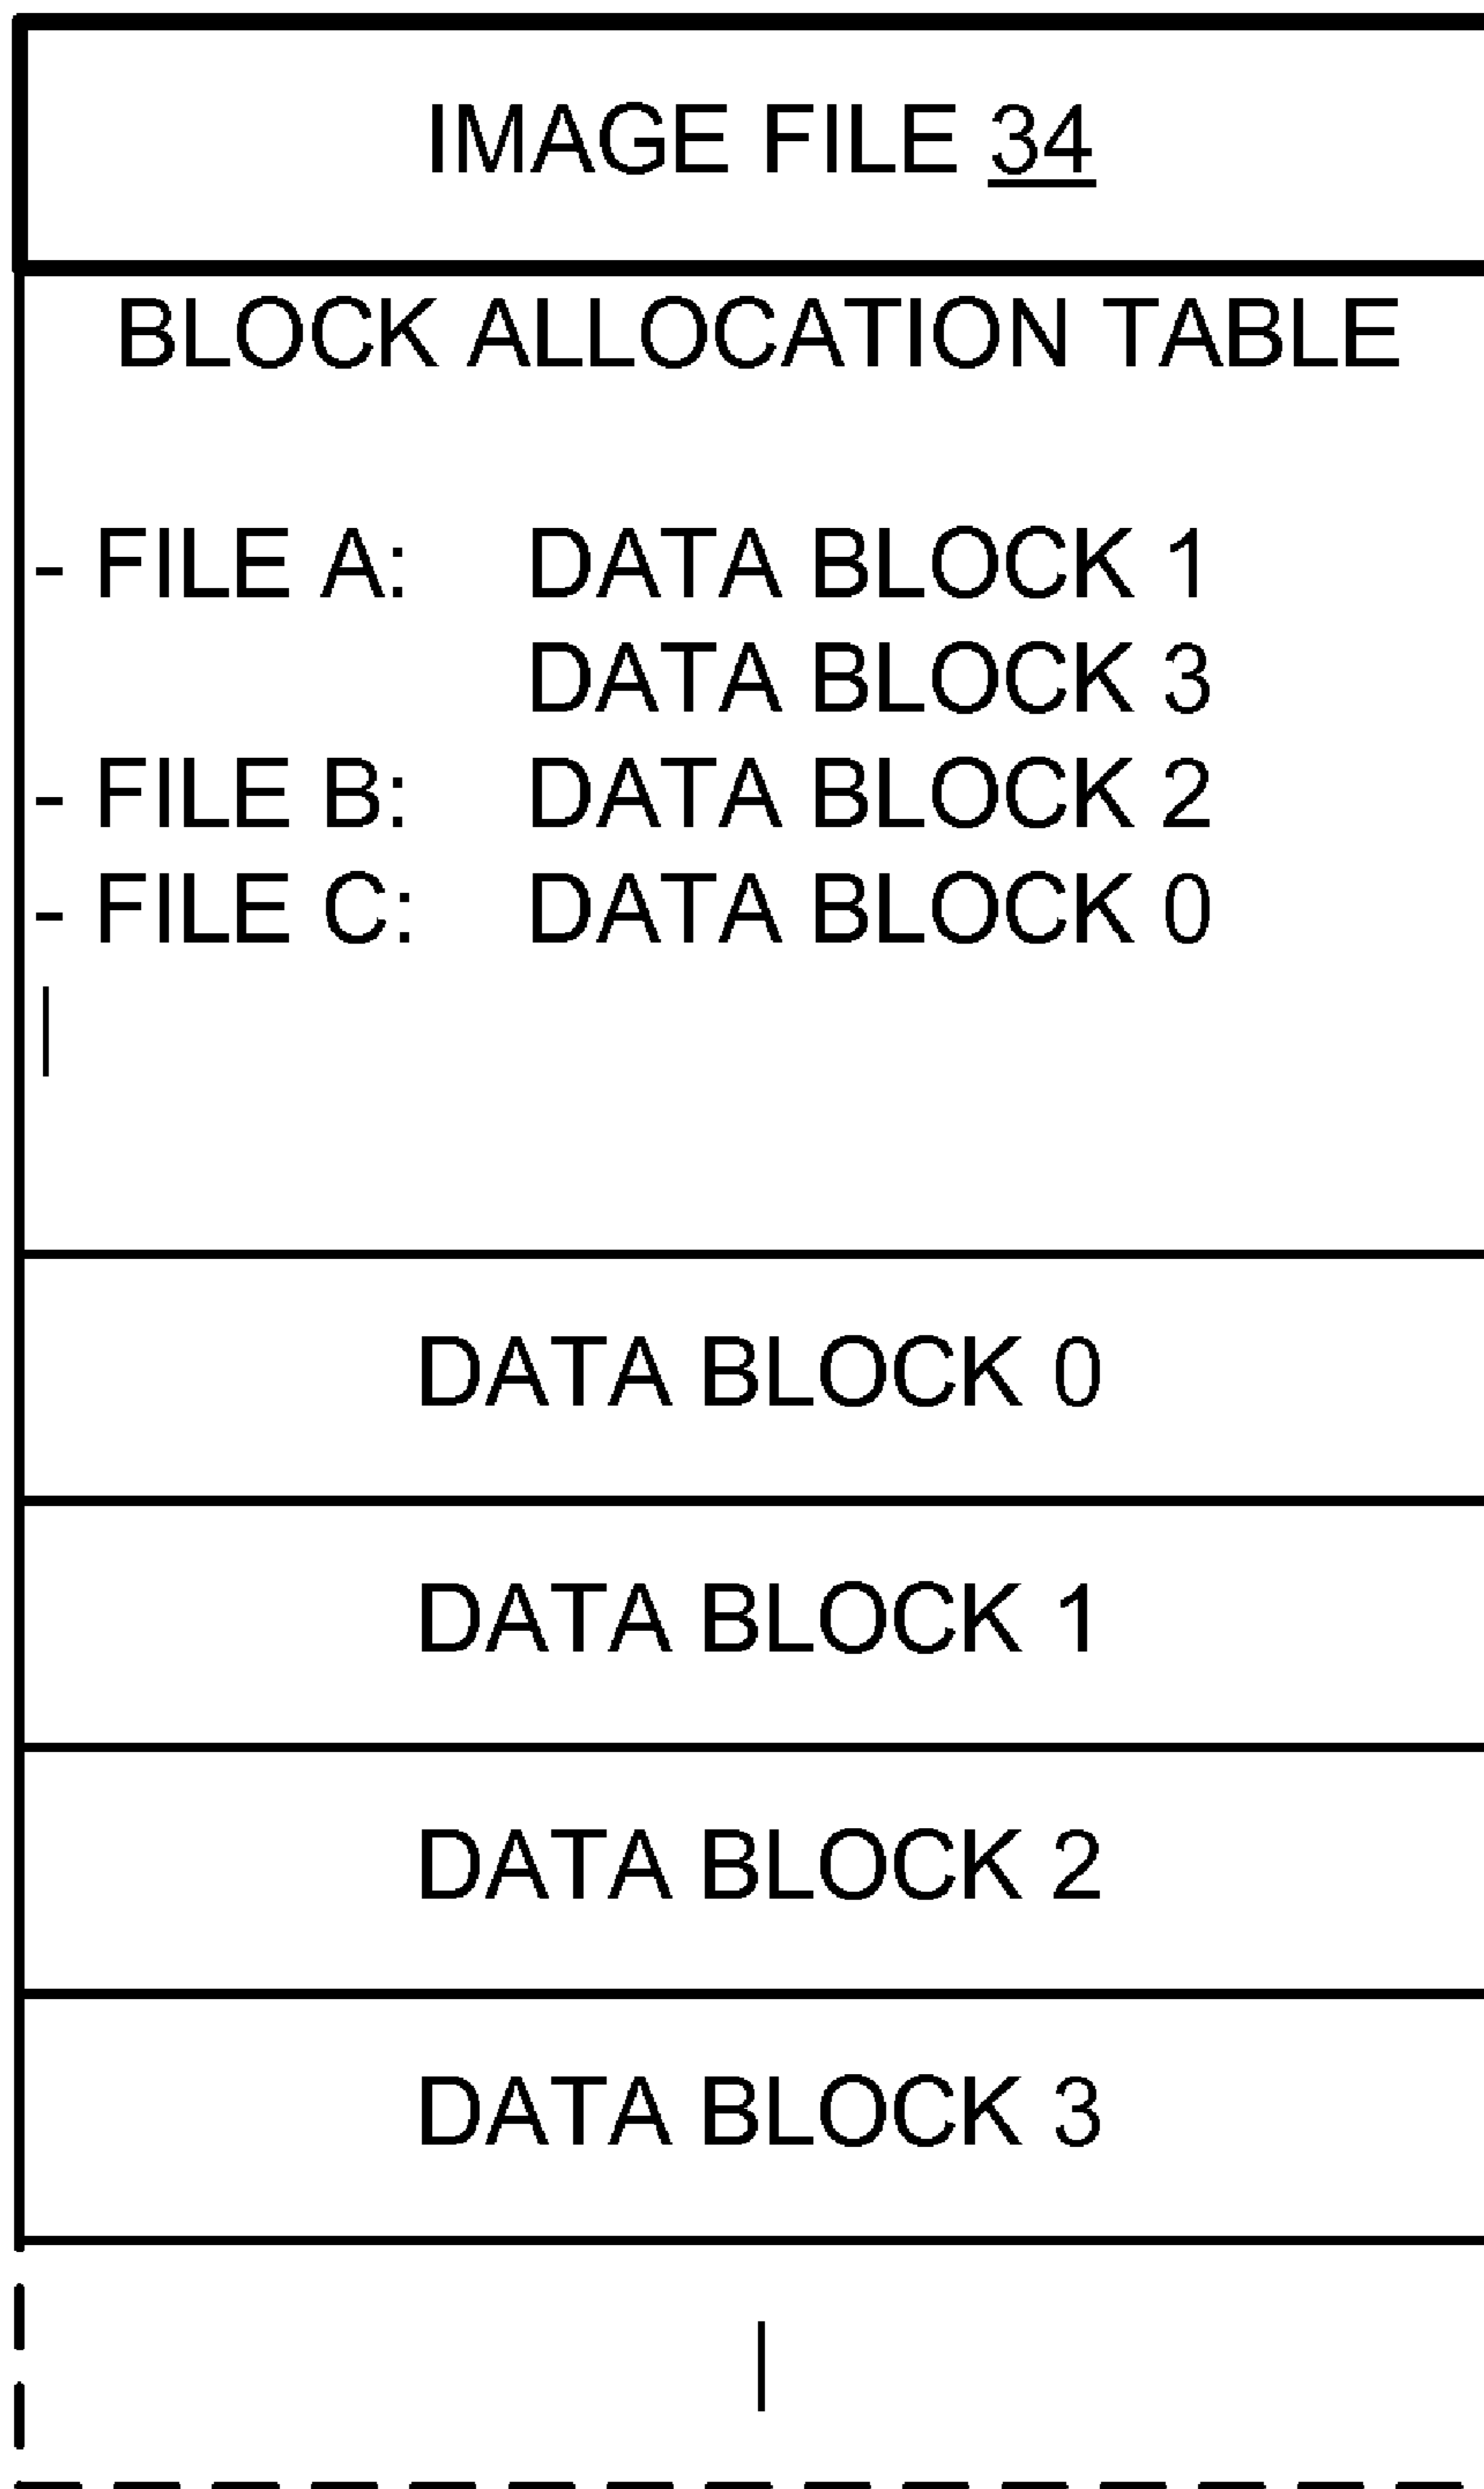 IMAGE FILE 34
BLOCK ALLOCATION TABLE
- FILE A: DATA BLOCK 1
DATA BLOCK 3
- FILE B: DATA BLOCK 2
- FILE C: DATA BLOCK 0
|
DATA BLOCK 0
DATA BLOCK 1
DATA BLOCK 2
DATA BLOCK 3
|